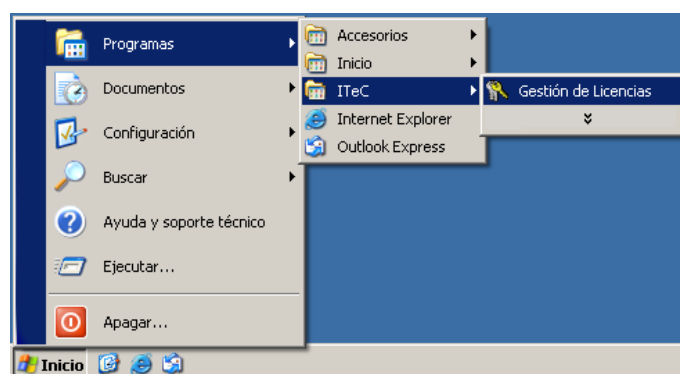 Programas
Documentos
Configuración
Buscar
Ayuda y soporte técnico
Ejecutar...
Apagar...
Accesorios
Inicio
ITeC
Internet Explorer
Outlook Express
Gestión de Licencias
Inicio